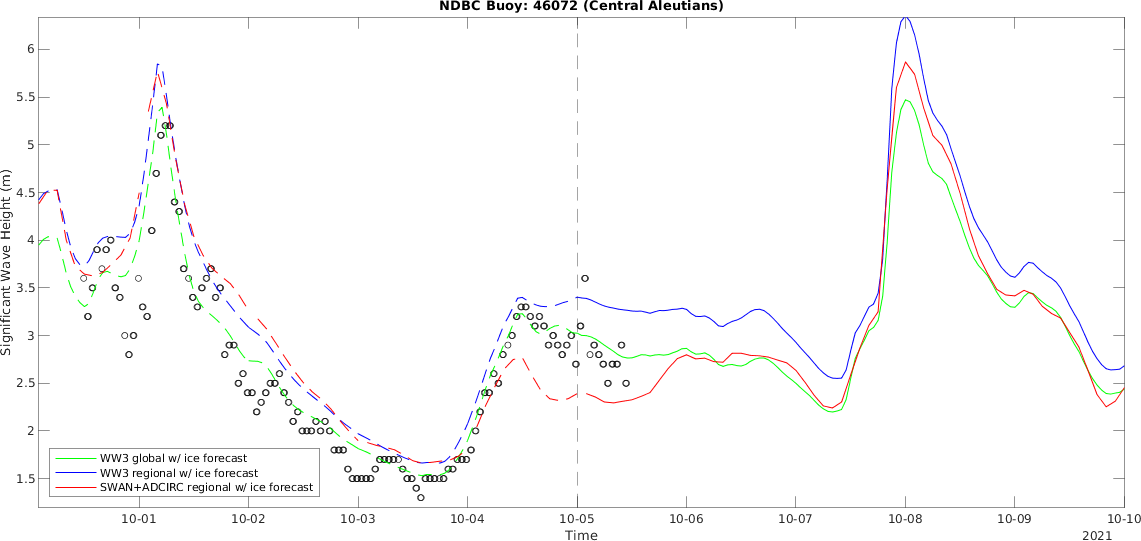 NDBC Buoy: 46072 (Central Aleutians)
6
5.5
5
4.5
4
3.5
3
2.5
2
1.5
Significant Wave Height (m)
WW3 global w/ ice forecast
WW3 regional w/ ice forecast
SWAN+ADCIRC regional w/ ice forecast
10-01 10-02 10-03 10-04 10-05 10-06 10-07 10-08 10-09 10-10
Time 2021